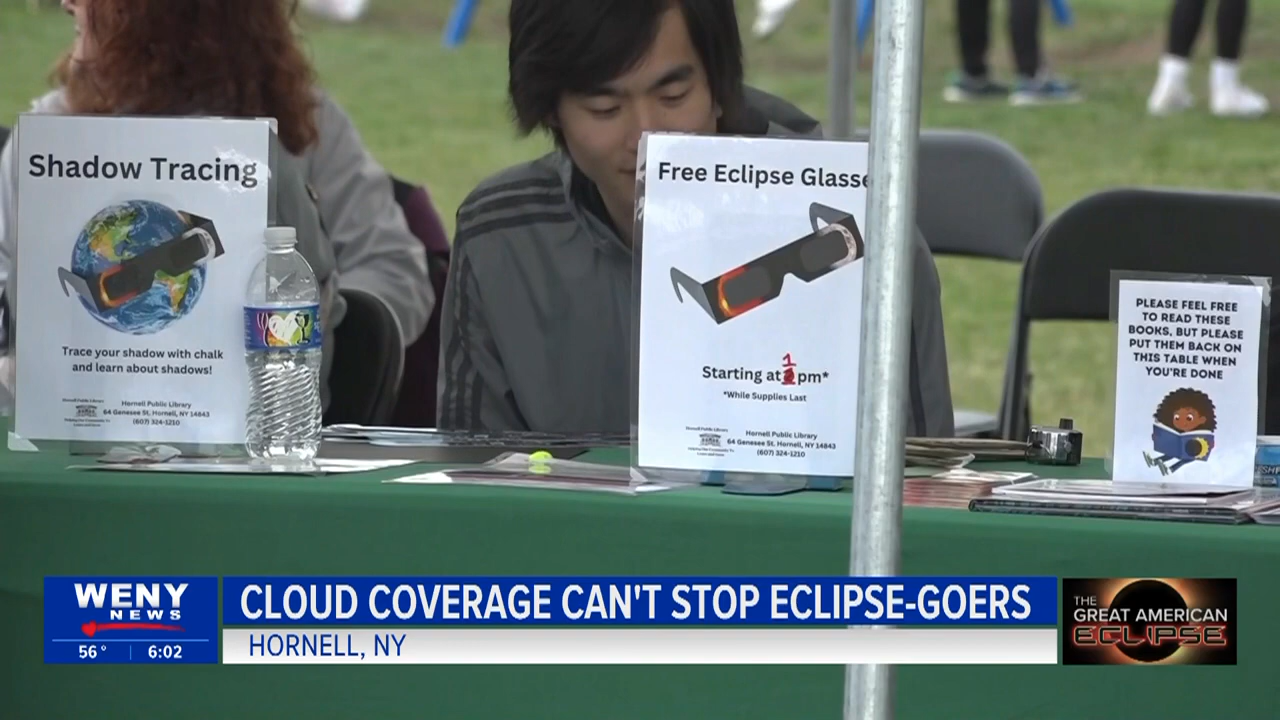 Shadow Tracing
Trace your shadow with chalk
and learn about shadows!
Hornell Public Library
64 Genesee St. Hornell, NY 14843
(607) 324-1210
Free Eclipse Glasse
Starting at 1 pm*
*While Supplies Last
Hornell Public Library
64 Genesee St. Hornell, NY 14843
(607) 324-1210
PLEASE FEEL FREE
TO READ THESE
BOOKS, BUT PLEASE
PUT THEM BACK ON
THIS TABLE WHEN
YOU'RE DONE
WENY
NEWS
56° | 6:02
CLOUD COVERAGE CAN'T STOP ECLIPSE-GOERS
HORNELL, NY
THE
GREAT AMERICAN
ECLIPSE